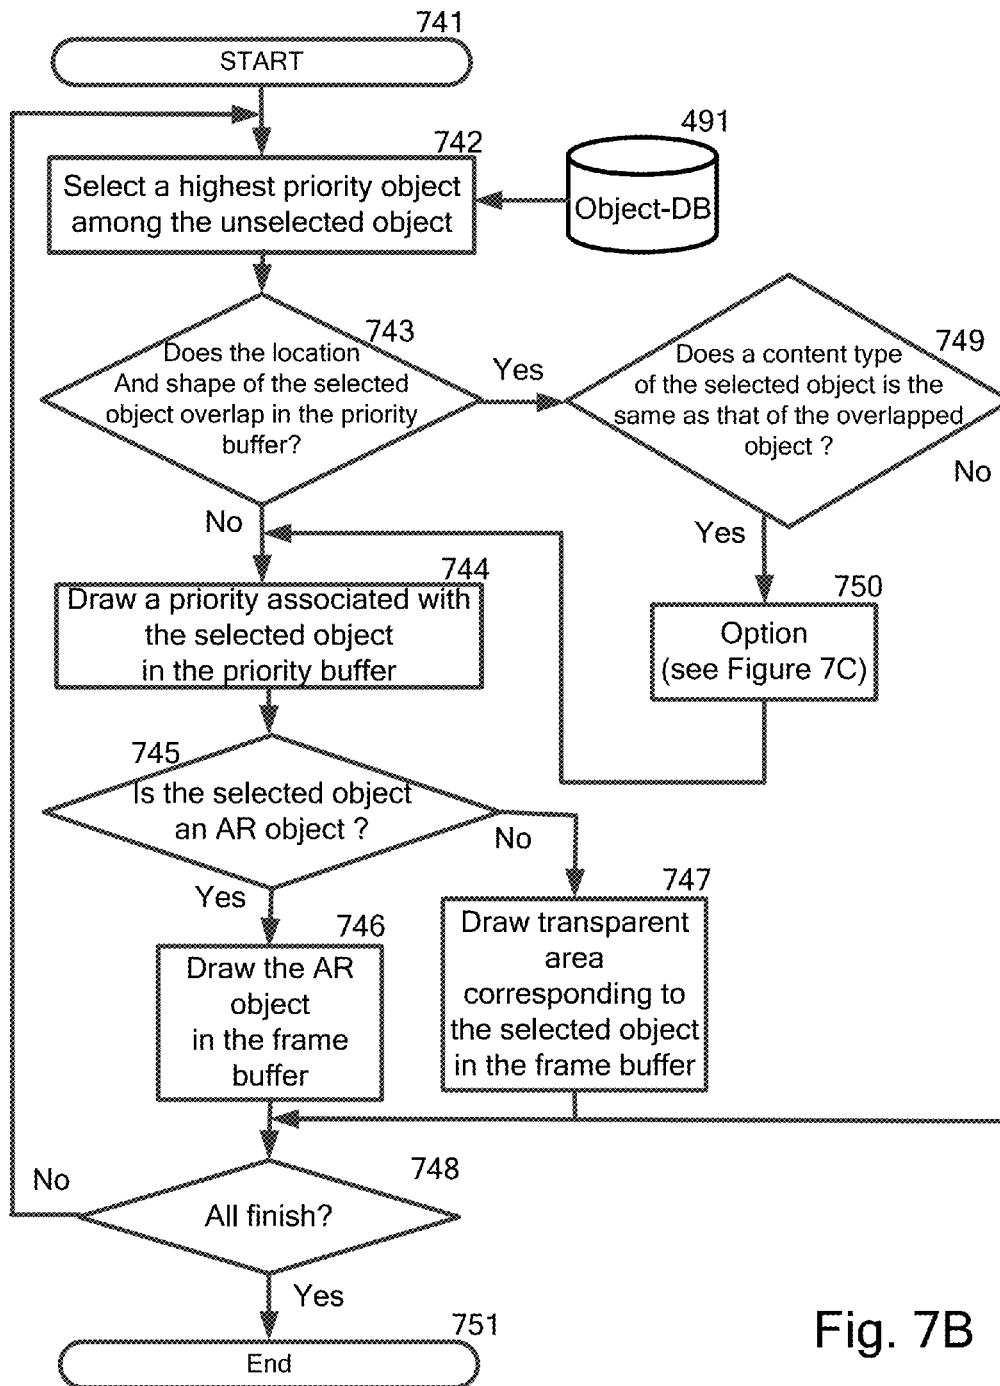 741
START
742
Select a highest priority object
among the unselected object
491
Object-DB
743
Does the location
And shape of the selected
object overlap in the priority
buffer?
Yes
No
749
Does a content type
of the selected object is the
same as that of the overlapped
object ?
No
Yes
750
Option
(see Figure 7C)
744
Draw a priority associated with
the selected object
in the priority buffer
745
Is the selected object
an AR object ?
No
Yes
746
Draw the AR
object
in the frame
buffer
747
Draw transparent
area
corresponding to
the selected object
in the frame buffer
748
All finish?
No
Yes
751
End
Fig. 7B